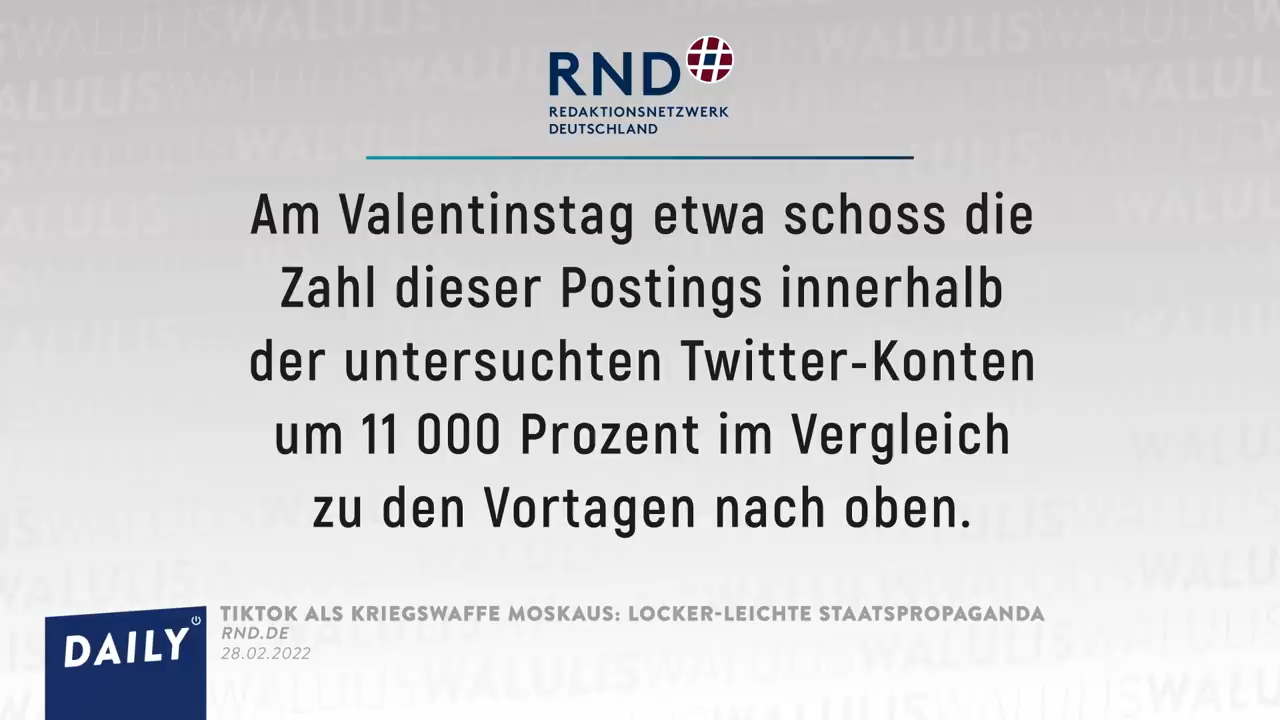 RND
REDAKTIONSNETZWERK
DEUTSCHLAND
Am Valentinstag etwa schoss die
Zahl dieser Postings innerhalb
der untersuchten Twitter-Konten
um 11 000 Prozent im Vergleich
zu den Vortagen nach oben.
DAILY
TIKTOK ALS KRIEGSWAFFE MOSKAUS: LOCKER-LEICHTE STAATSPROPAGANDA
RND.DE
28.02.2022